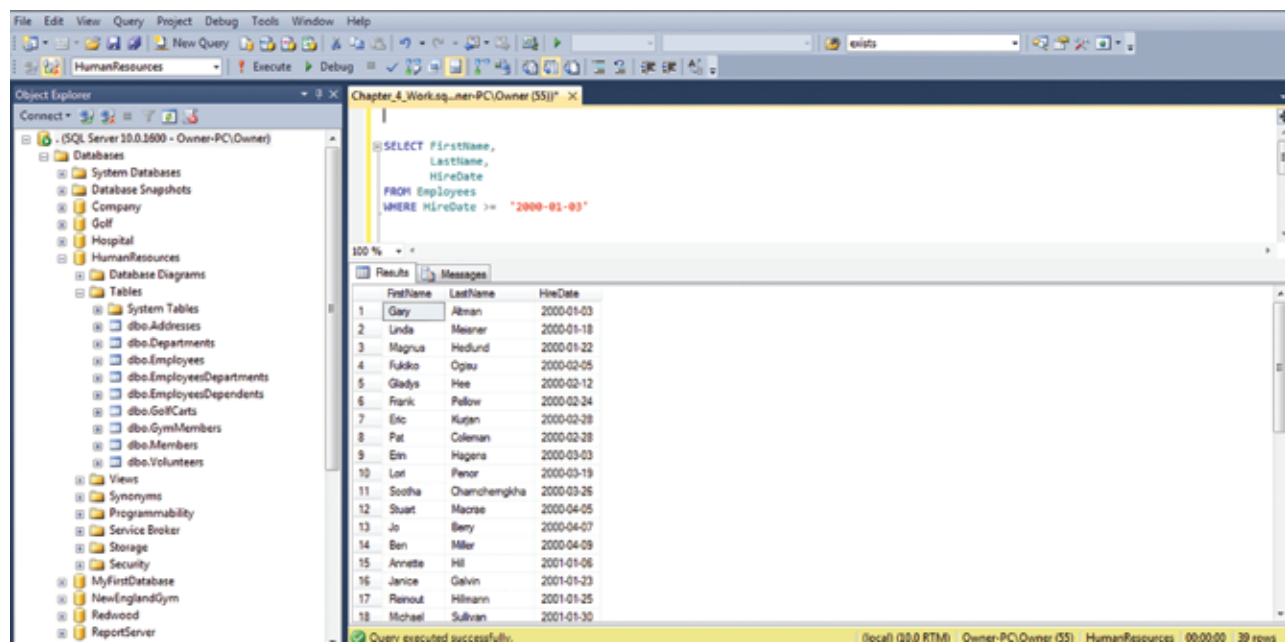 File Edit View Query Project Debug Tools Window Help
New Query exists
HumanResources Execute Debug
Object Explorer
Connect
. (SQL Server 10.0.1600 - Owner-PC\Owner)
Databases
System Databases
Database Snapshots
Company
Golf
Hospital
HumanResources
Database Diagrams
Tables
System Tables
dbo.Addresses
dbo.Departments
dbo.Employees
dbo.EmployeesDepartments
dbo.EmployeesDependents
dbo.GolfCarts
dbo.GymMembers
dbo.Members
dbo.Volunteers
Views
Synonyms
Programmability
Service Broker
Storage
Security
MyFirstDatabase
NewEnglandGym
Redwood
ReportServer
Chapter_4_Work.sq...ner-PC\Owner (55))*
SELECT FirstName,
LastName,
HireDate
FROM Employees
WHERE HireDate >= '2000-01-03'
100 %
Results Messages
FirstName LastName HireDate
1 Gary Altman 2000-01-03
2 Linda Meisner 2000-01-18
3 Magnus Hedlund 2000-01-22
4 Fukiko Ogisu 2000-02-05
5 Gladys Hee 2000-02-12
6 Frank Pellow 2000-02-24
7 Eric Kurjan 2000-02-28
8 Pat Coleman 2000-02-28
9 Erin Hagens 2000-03-03
10 Lori Penor 2000-03-19
11 Sootha Charncherngkha 2000-03-26
12 Stuart Macrae 2000-04-05
13 Jo Berry 2000-04-07
14 Ben Miller 2000-04-09
15 Annette Hill 2001-01-06
16 Janice Galvin 2001-01-23
17 Reinout Hillmann 2001-01-25
18 Michael Sullivan 2001-01-30
Query executed successfully. (local) (10.0 RTM) Owner-PC\Owner (55) HumanResources 00:00:00 39 rows